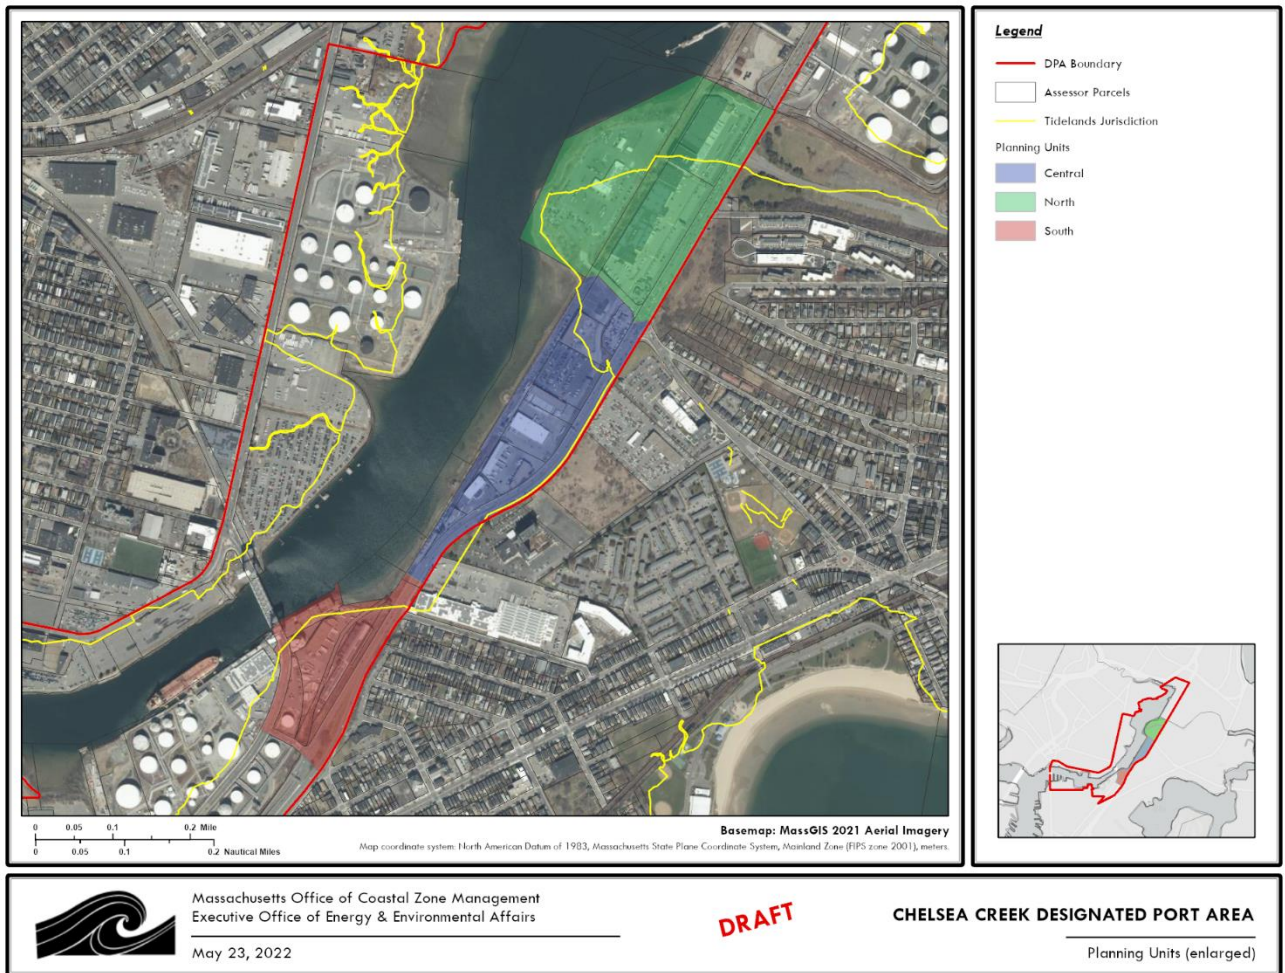 Legend
DPA Boundary
Assessor Parcels
Tidelands Jurisdiction
Planning Units
Central
North
South
0 0.05 0.1 0.2 Mile
0 0.05 0.1 0.2 Nautical Miles
Basemap: MassGIS 2021 Aerial Imagery
Map coordinate system: North American Datum of 1983, Massachusetts State Plane Coordinate System, Mainland Zone (FIPS zone 2001), meters.
Massachusetts Office of Coastal Zone Management
Executive Office of Energy & Environmental Affairs
May 23, 2022
DRAFT
CHELSEA CREEK DESIGNATED PORT AREA
Planning Units (enlarged)